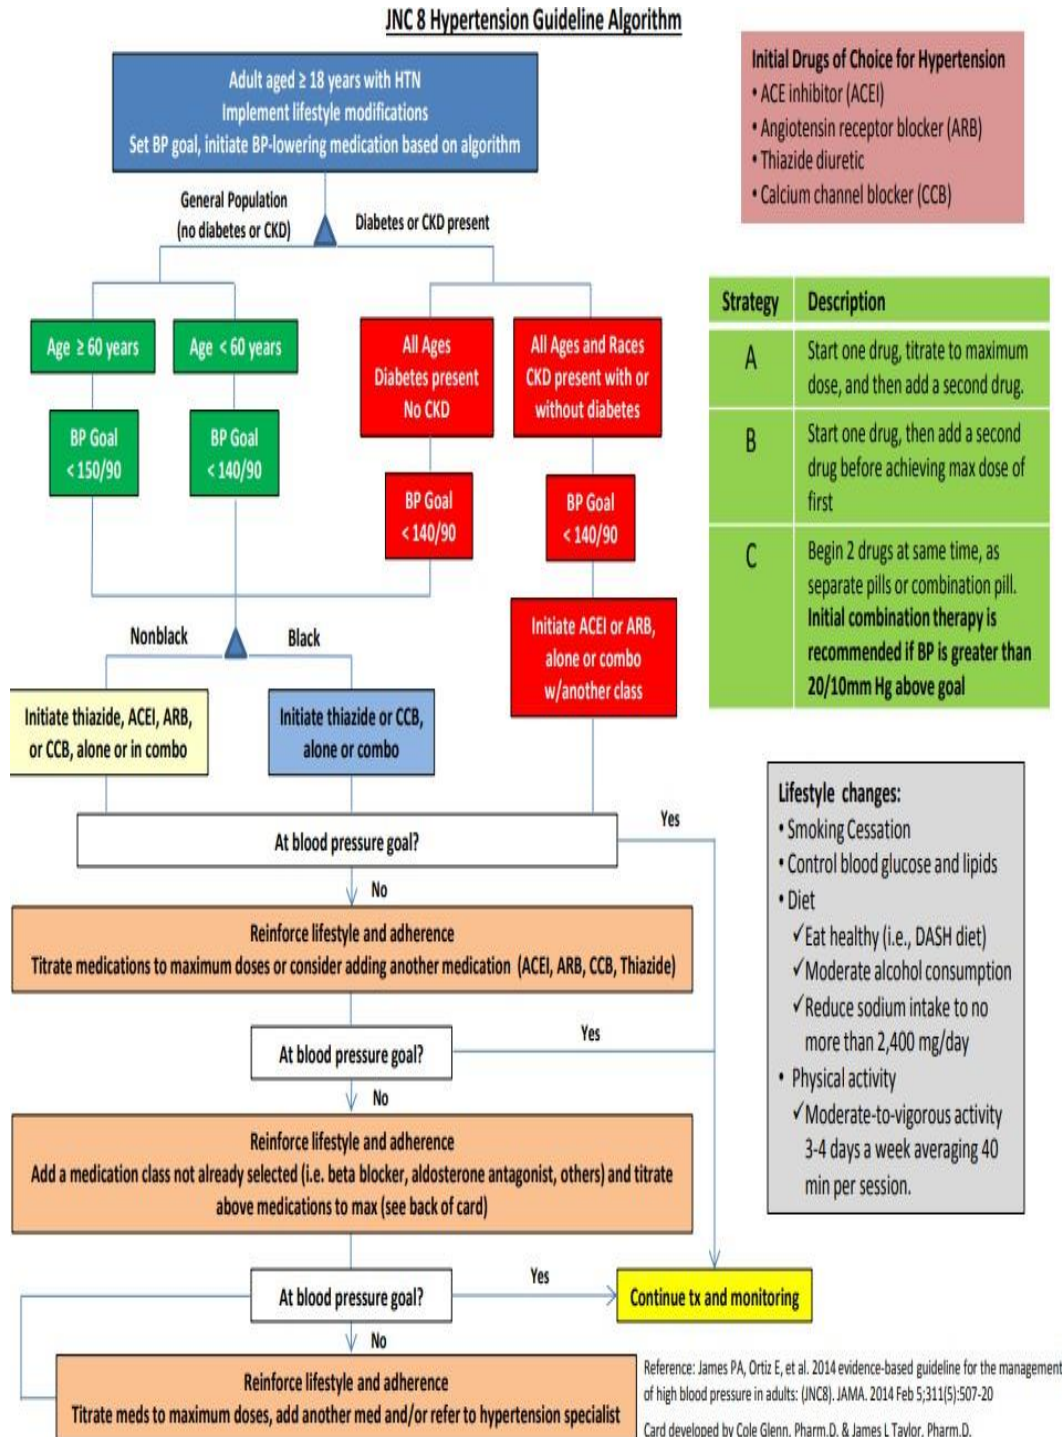 JNC 8 Hypertension Guideline Algorithm
Adult aged ≥ 18 years with HTN
Implement lifestyle modifications
Set BP goal, initiate BP-lowering medication based on algorithm
General Population
(no diabetes or CKD)
Diabetes or CKD present
Age ≥ 60 years
Age < 60 years
All Ages
Diabetes present
No CKD
All Ages and Races
CKD present with or
without diabetes
BP Goal
< 150/90
BP Goal
< 140/90
BP Goal
< 140/90
BP Goal
< 140/90
Nonblack
Black
Initiate thiazide, ACEI, ARB,
or CCB, alone or in combo
Initiate thiazide or CCB,
alone or combo
Initiate ACEI or ARB,
alone or combo
w/another class
At blood pressure goal?
Yes
No
Reinforce lifestyle and adherence
Titrate medications to maximum doses or consider adding another medication (ACEI, ARB, CCB, Thiazide)
At blood pressure goal?
Yes
No
Reinforce lifestyle and adherence
Add a medication class not already selected (i.e. beta blocker, aldosterone antagonist, others) and titrate
above medications to max (see back of card)
At blood pressure goal?
Yes
Continue tx and monitoring
No
Reinforce lifestyle and adherence
Titrate meds to maximum doses, add another med and/or refer to hypertension specialist
Initial Drugs of Choice for Hypertension
• ACE inhibitor (ACEI)
• Angiotensin receptor blocker (ARB)
• Thiazide diuretic
• Calcium channel blocker (CCB)
Strategy Description
A Start one drug, titrate to maximum
dose, and then add a second drug.
B Start one drug, then add a second
drug before achieving max dose of
first
C Begin 2 drugs at same time, as
separate pills or combination pill.
Initial combination therapy is
recommended if BP is greater than
20/10mm Hg above goal
Lifestyle changes:
• Smoking Cessation
• Control blood glucose and lipids
• Diet
✓Eat healthy (i.e., DASH diet)
✓Moderate alcohol consumption
✓Reduce sodium intake to no
more than 2,400 mg/day
• Physical activity
✓Moderate-to-vigorous activity
3-4 days a week averaging 40
min per session.
Reference: James PA, Ortiz E, et al. 2014 evidence-based guideline for the management
of high blood pressure in adults: (JNC8). JAMA. 2014 Feb 5;311(5):507-20
Card developed by Cole Glenn, Pharm.D. & James L Taylor, Pharm.D.